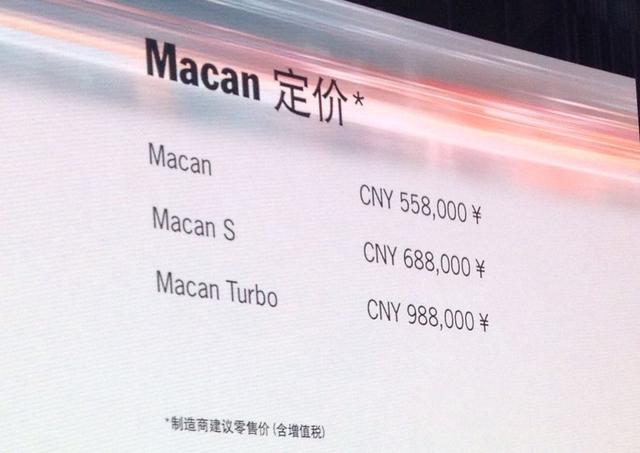 Macan 定价*
Macan CNY 558,000 ¥
Macan S CNY 688,000 ¥
Macan Turbo CNY 988,000 ¥
*制造商建议零售价(含增值税)